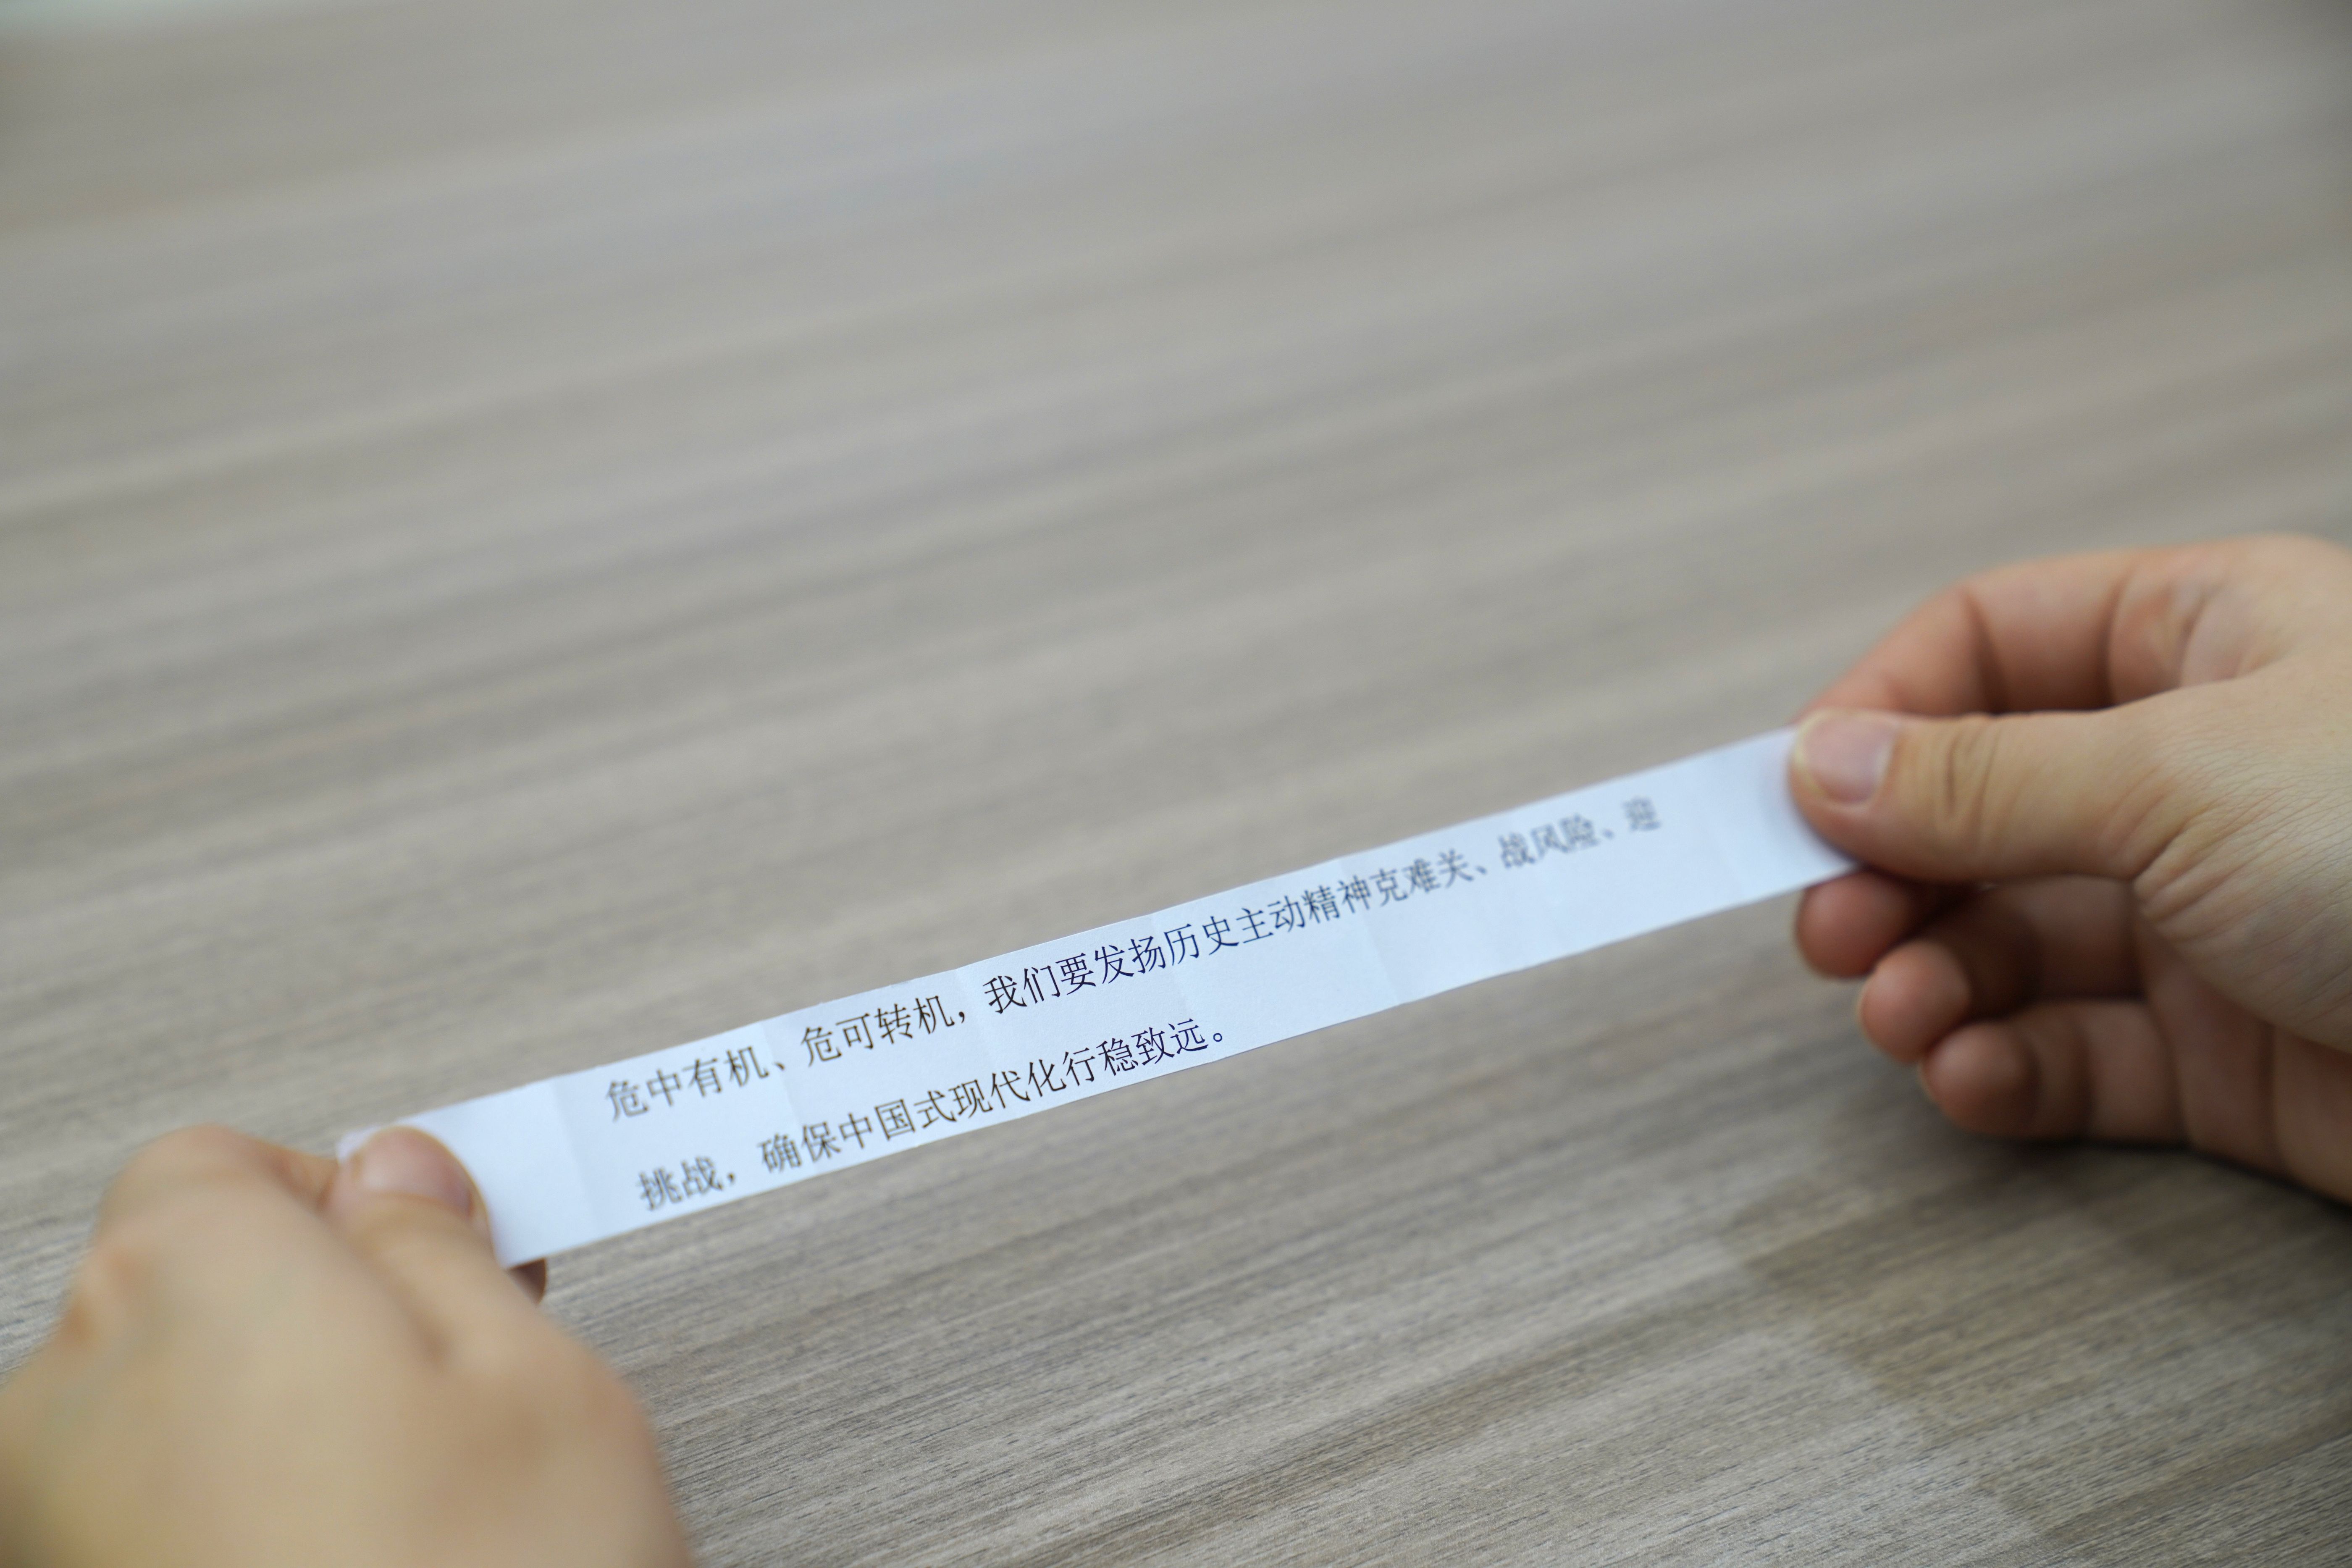 危中有机、危可转机，我们要发扬历史主动精神克难关、战风险、迎
挑战，确保中国式现代化行稳致远。